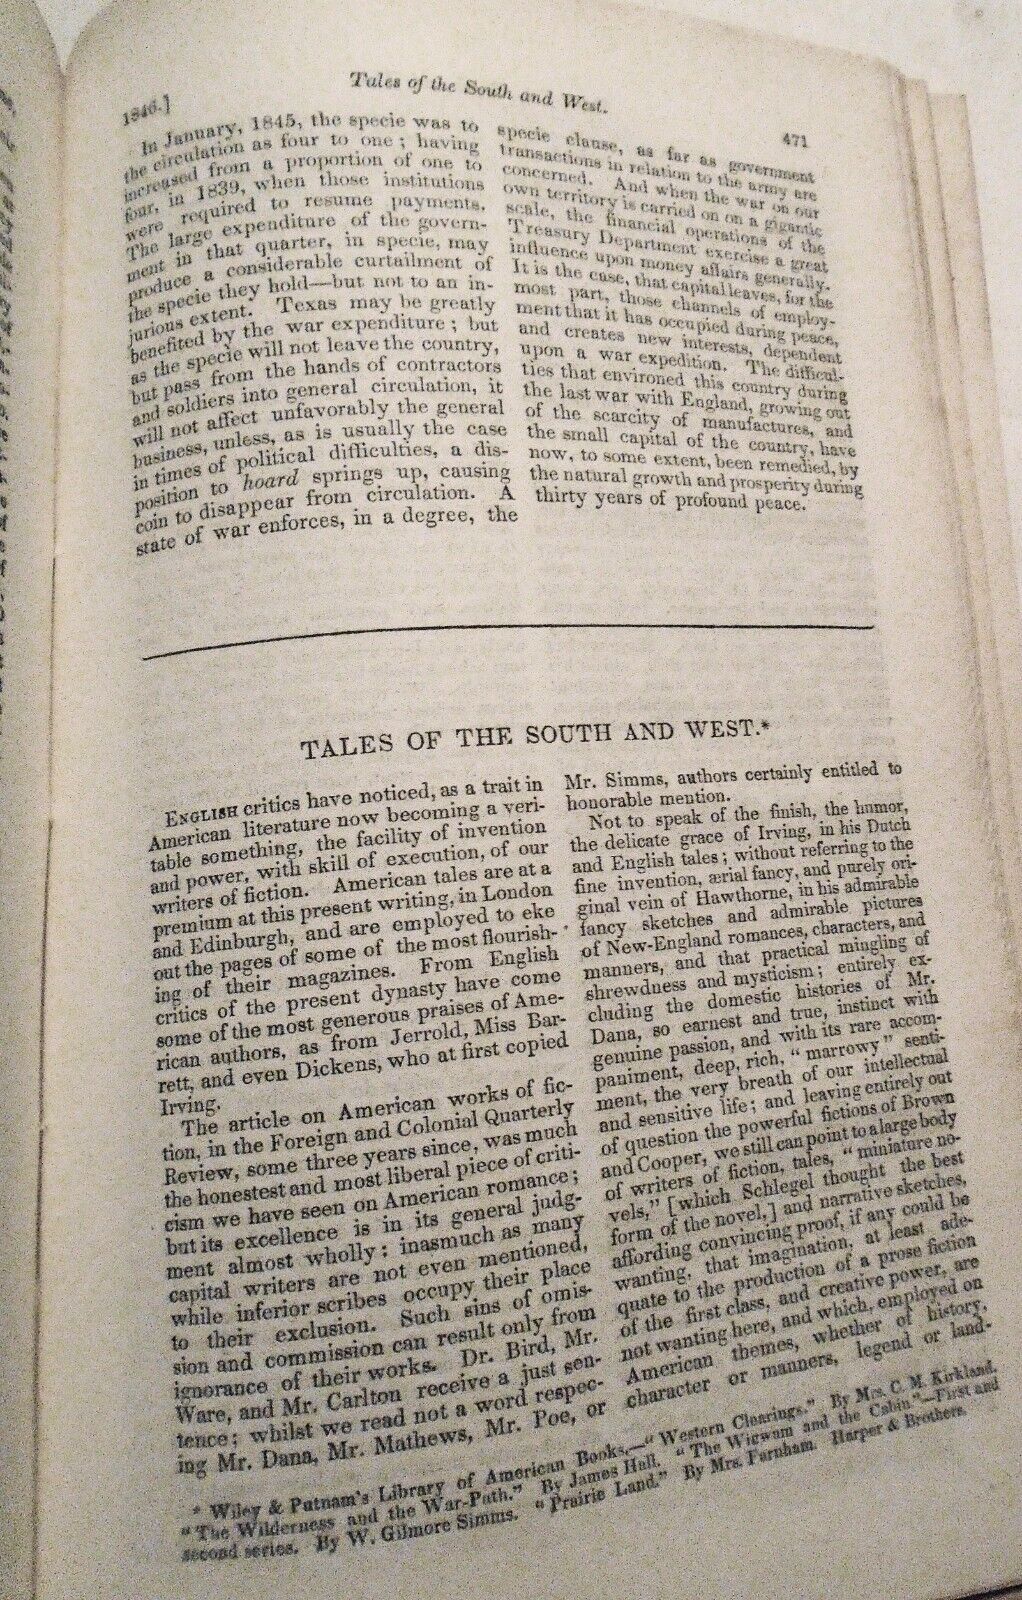 1846.]
Tales of the South and West.
471
In January, 1845, the specie was to
the circulation as four to one; having
increased from a proportion of one to
four, in 1839, when those institutions
were required to resume payments.
The large expenditure of the govern-
ment in that quarter, in specie, may
produce a considerable curtailment of
the specie they hold—but not to an in-
jurious extent. Texas may be greatly
benefited by the war expenditure; but
as the specie will not leave the country,
but pass from the hands of contractors
and soldiers into general circulation, it
will not affect unfavorably the general
business, unless, as is usually the case
in times of political difficulties, a dis-
position to hoard springs up, causing
coin to disappear from circulation. A
state of war enforces, in a degree, the
specie clause, as far as government
transactions in relation to the army are
concerned. And when the war on our
own territory is carried on on a gigantic
scale, the financial operations of the
Treasury Department exercise a great
influence upon money affairs generally.
It is the case, that capital leaves, for the
most part, those channels of employ-
ment that it has occupied during peace,
and creates new interests, dependent
upon a war expedition. The difficul-
ties that environed this country during
the last war with England, growing out
of the scarcity of manufactures, and
the small capital of the country, have
now, to some extent, been remedied, by
the natural growth and prosperity during
thirty years of profound peace.
TALES OF THE SOUTH AND WEST.*
ENGLISH critics have noticed, as a trait in
American literature now becoming a veri-
table something, the facility of invention
and power, with skill of execution, of our
writers of fiction. American tales are at a
premium at this present writing, in London
and Edinburgh, and are employed to eke
out the pages of some of the most flourish-
ing of their magazines. From English
critics of the present dynasty have come
some of the most generous praises of Ame-
rican authors, as from Jerrold, Miss Bar-
rett, and even Dickens, who at first copied
Irving.
The article on American works of fic-
tion, in the Foreign and Colonial Quarterly
Review, some three years since, was much
the honestest and most liberal piece of criti-
cism we have seen on American romance;
but its excellence is in its general judg-
ment almost wholly; inasmuch as many
capital writers are not even mentioned,
while inferior scribes occupy their place
to their exclusion. Such sins of omis-
sion and commission can result only from
ignorance of their works. Dr. Bird, Mr.
Ware, and Mr. Carlton receive a just sen-
tence; whilst we read not a word respec-
ing Mr. Dana, Mr. Mathews, Mr. Poe, or
Mr. Simms, authors certainly entitled to
honorable mention.
Not to speak of the finish, the humor,
the delicate grace of Irving, in his Dutch
and English tales; without referring to the
fine invention, ærial fancy, and purely ori-
ginal vein of Hawthorne, in his admirable
fancy sketches and admirable pictures
of New-England romances, characters, and
manners, and that practical mingling of
shrewdness and mysticism; entirely ex-
cluding the domestic histories of Mr.
Dana, so earnest and true, instinct with
genuine passion, and with its rare accom-
paniment, deep, rich, "marrowy" senti-
ment, the very breath of our intellectual
and sensitive life; and leaving entirely out
of question the powerful fictions of Brown
and Cooper, we still can point to a large body
of writers of fiction, tales, "miniature no-
vels," [which Schlegel thought the best
form of the novel,] and narrative sketches,
affording convincing proof, if any could be
wanting, that imagination, at least ade-
quate to the production of a prose fiction
of the first class, and creative power, are
not wanting here, and which, employed on
American themes, whether of history,
character or manners, legend or land-
* Wiley & Putnam's Library of American Books.—"Western Clearings." By Mrs. C. M. Kirkland.
"The Wilderness and the War-Path." By James Hall. "The Wigwam and the Cabin."—First and
second series. By W. Gilmore Simms. "Prairie Land." By Mrs. Farnham. Harper & Brothers.